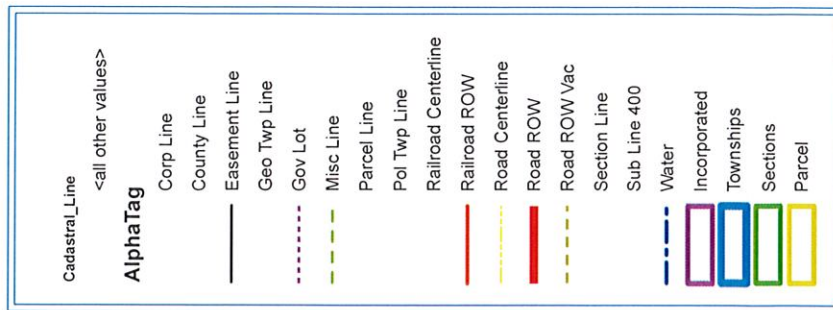 Cadastral_Line
<all other values>
AlphaTag
Corp Line
County Line
Easement Line
Geo Twp Line
Gov Lot
Misc Line
Parcel Line
Pol Twp Line
Railroad Centerline
Railroad ROW
Road Centerline
Road ROW
Road ROW Vac
Section Line
Sub Line 400
Water
Incorporated
Townships
Sections
Parcel